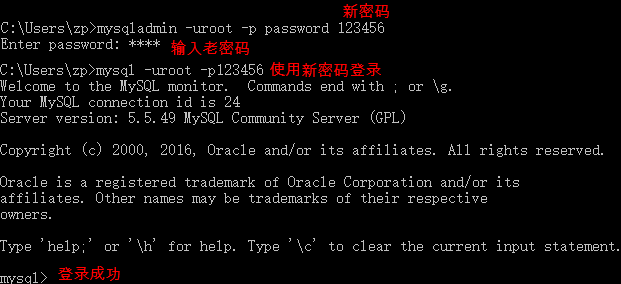 新密码
C:\Users\zp>mysqladmin -uroot -p password 123456
Enter password: **** 输入老密码
C:\Users\zp>mysql -uroot -p123456 使用新密码登录
Welcome to the MySQL monitor.  Commands end with ; or \g.
Your MySQL connection id is 24
Server version: 5.5.49 MySQL Community Server (GPL)
Copyright (c) 2000, 2016, Oracle and/or its affiliates. All rights reserved.
Oracle is a registered trademark of Oracle Corporation and/or its
affiliates. Other names may be trademarks of their respective
owners.
Type 'help;' or '\h' for help. Type '\c' to clear the current input statement.
mysql> 登录成功